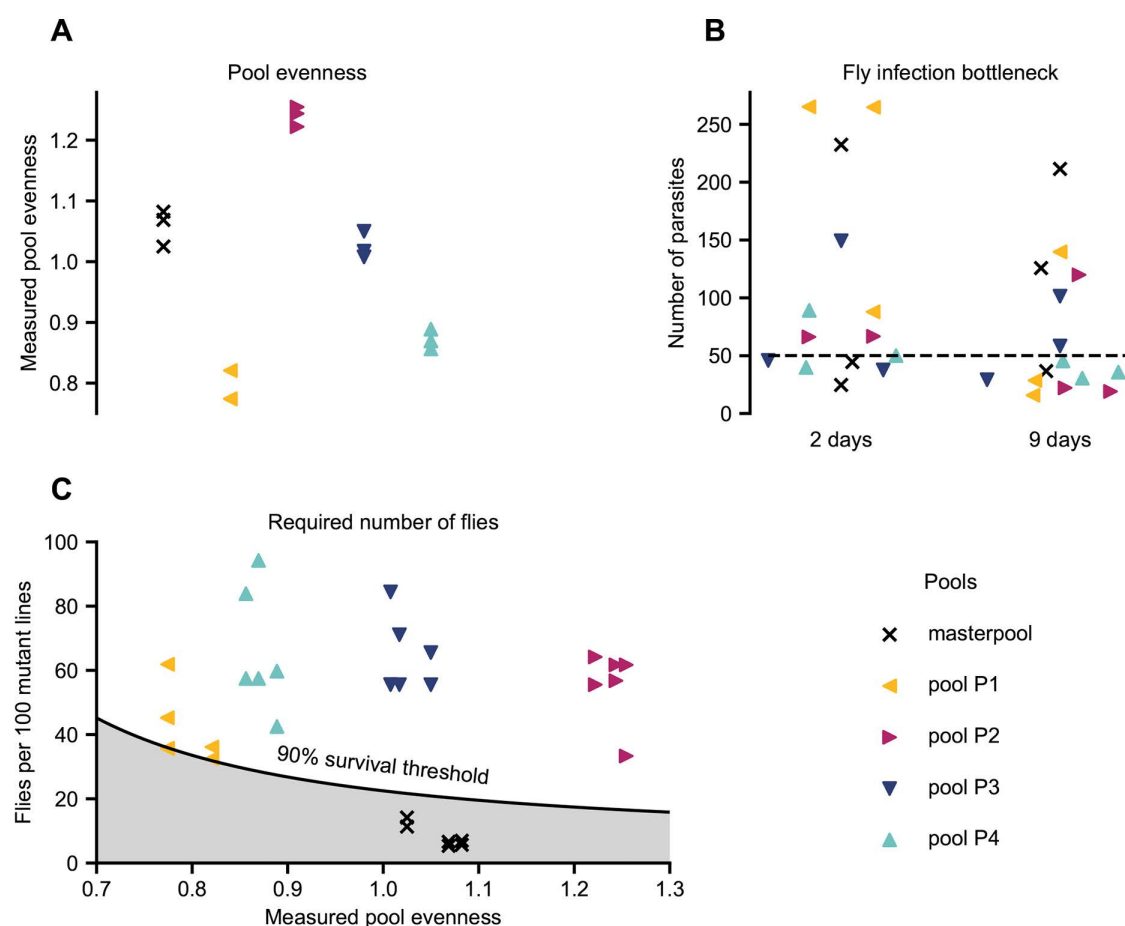 A
Pool evenness
Measured pool evenness
1.2
1.1
1.0
0.9
0.8
B
Fly infection bottleneck
Number of parasites
250
200
150
100
50
0
2 days
9 days
C
Required number of flies
Flies per 100 mutant lines
100
80
60
40
20
0
90% survival threshold
0.7
0.8
0.9
1.0
1.1
1.2
1.3
Measured pool evenness
Pools
masterpool
pool P1
pool P2
pool P3
pool P4